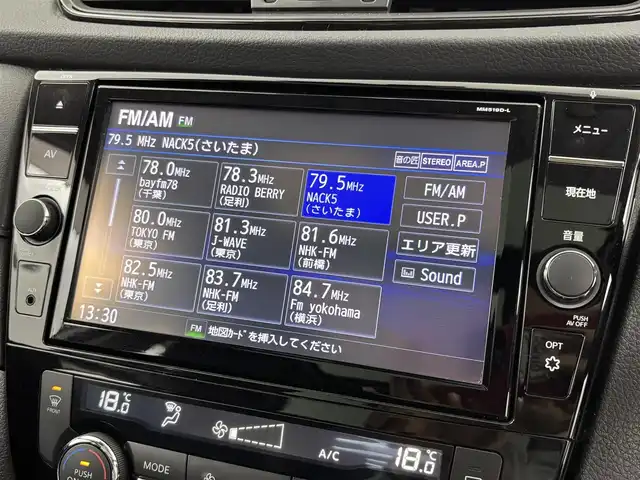 MM519D-L
FM/AM FM
79.5 MHz NACK5(さいたま)
音の匠 STEREO AREA.P
78.0MHz
bayfm78
(千葉)
78.3MHz
RADIO BERRY
(足利)
79.5MHz
NACK5
(さいたま)
FM/AM
80.0MHz
TOKYO FM
(東京)
81.3MHz
J-WAVE
(東京)
81.6MHz
NHK-FM
(前橋)
USER.P
エリア更新
82.5MHz
NHK-FM
(東京)
83.7MHz
NHK-FM
(足利)
84.7MHz
Fm yokohama
(横浜)
Sound
13:30
FM 地図ｶｰﾄﾞを挿入してください
AV
メニュー
現在地
音量
PUSH
AV OFF
OPT
FRONT
18.0°C
A/C
18.0°C
PUSH
MODE